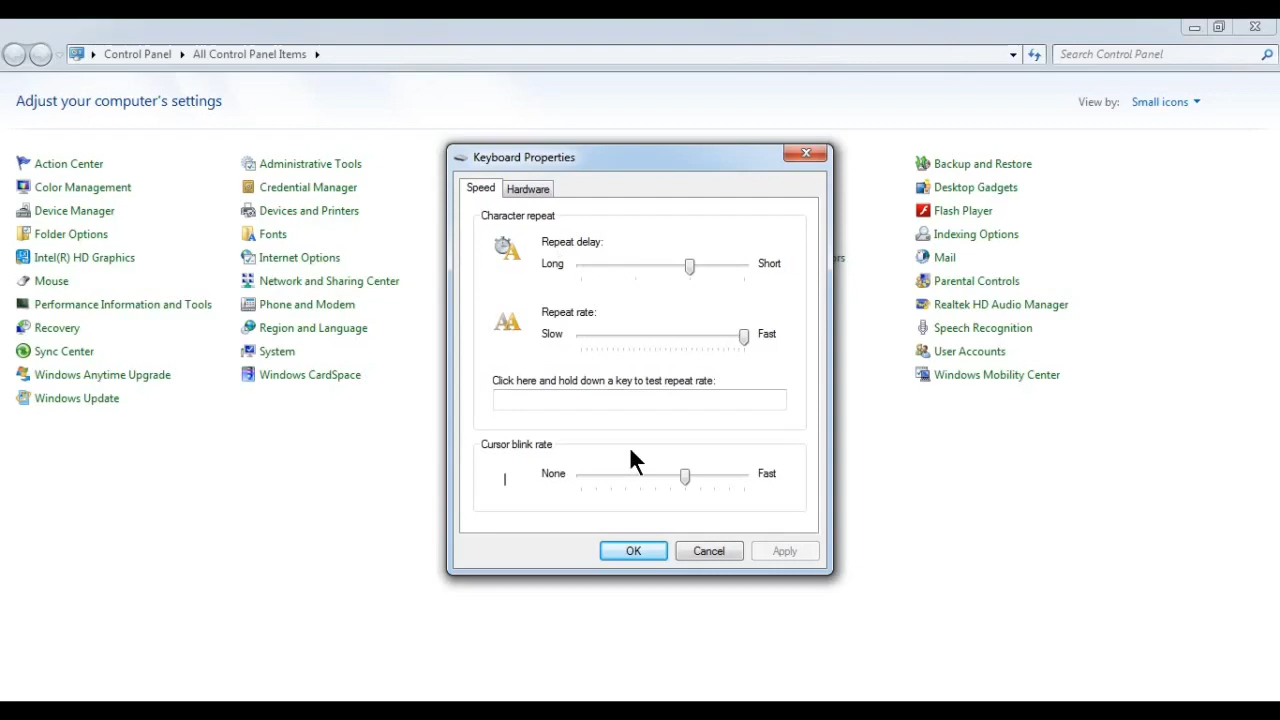 Control Panel
All Control Panel Items
Search Control Panel
Adjust your computer's settings
View by:
Small icons
Action Center
Color Management
Device Manager
Folder Options
Intel(R) HD Graphics
Mouse
Performance Information and Tools
Recovery
Sync Center
Windows Anytime Upgrade
Windows Update
Administrative Tools
Credential Manager
Devices and Printers
Fonts
Internet Options
Network and Sharing Center
Phone and Modem
Region and Language
System
Windows CardSpace
Keyboard Properties
Speed
Hardware
Character repeat
Repeat delay:
Long
Short
Repeat rate:
Slow
Fast
Click here and hold down a key to test repeat rate:
Cursor blink rate
None
Fast
OK
Cancel
Apply
Backup and Restore
Desktop Gadgets
Flash Player
Indexing Options
Mail
Parental Controls
Realtek HD Audio Manager
Speech Recognition
User Accounts
Windows Mobility Center